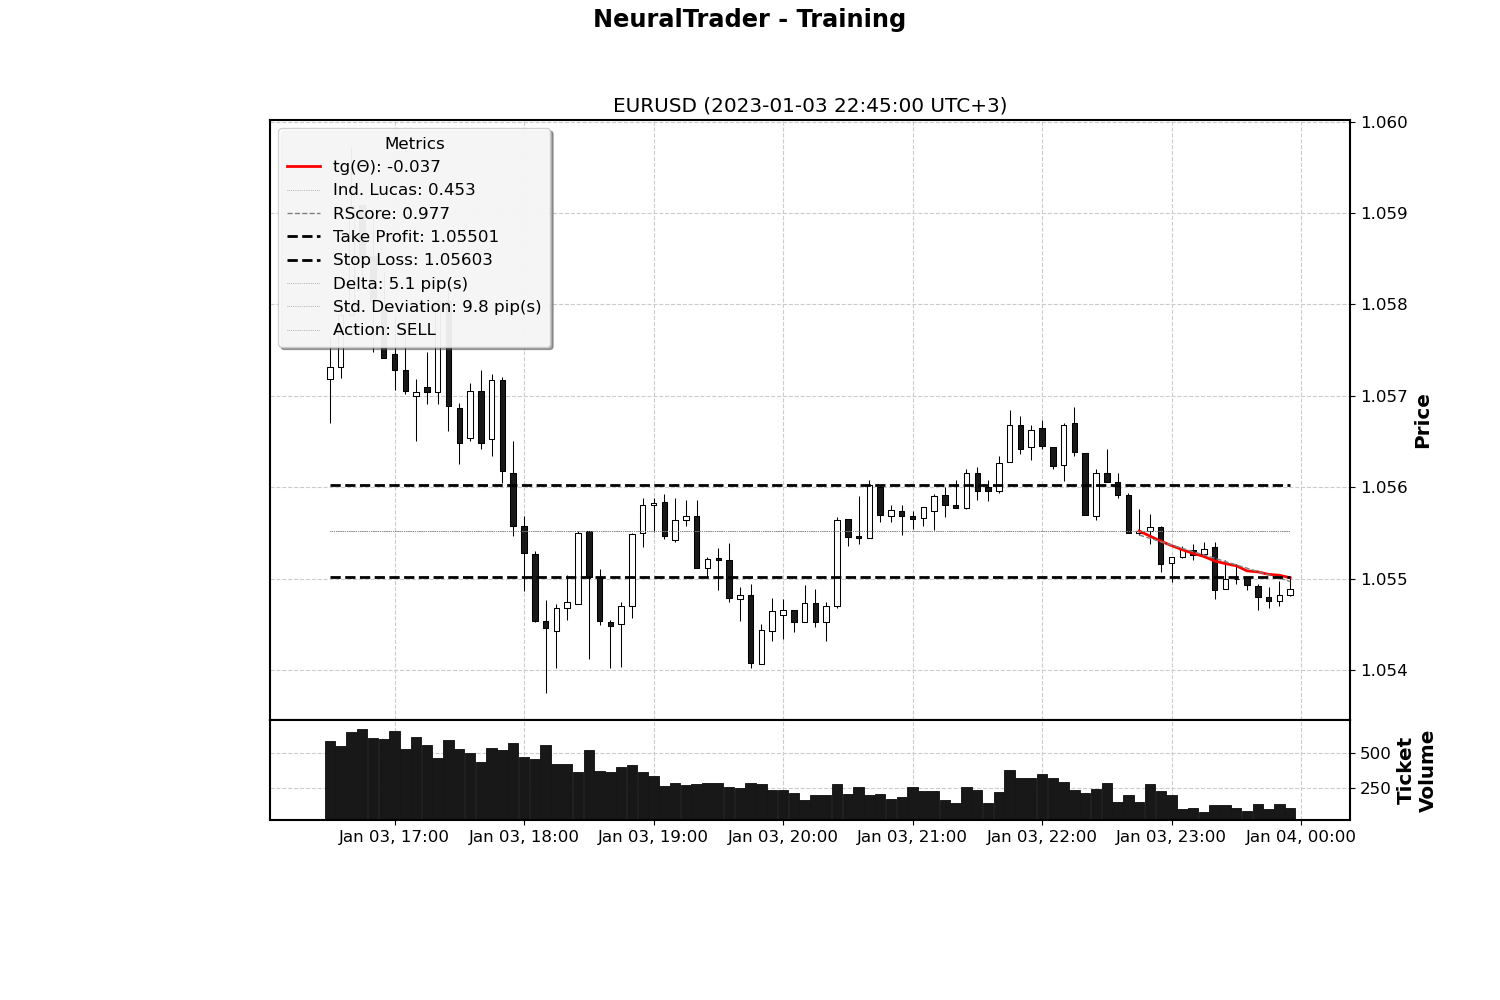 NeuralTrader - Training
EURUSD (2023-01-03 22:45:00 UTC+3)
Metrics
tg(Θ): -0.037
Ind. Lucas: 0.453
RScore: 0.977
Take Profit: 1.05501
Stop Loss: 1.05603
Delta: 5.1 pip(s)
Std. Deviation: 9.8 pip(s)
Action: SELL
1.060
1.059
1.058
1.057
1.056
1.055
1.054
Price
500
250
Ticket
Volume
Jan 03, 17:00
Jan 03, 18:00
Jan 03, 19:00
Jan 03, 20:00
Jan 03, 21:00
Jan 03, 22:00
Jan 03, 23:00
Jan 04, 00:00